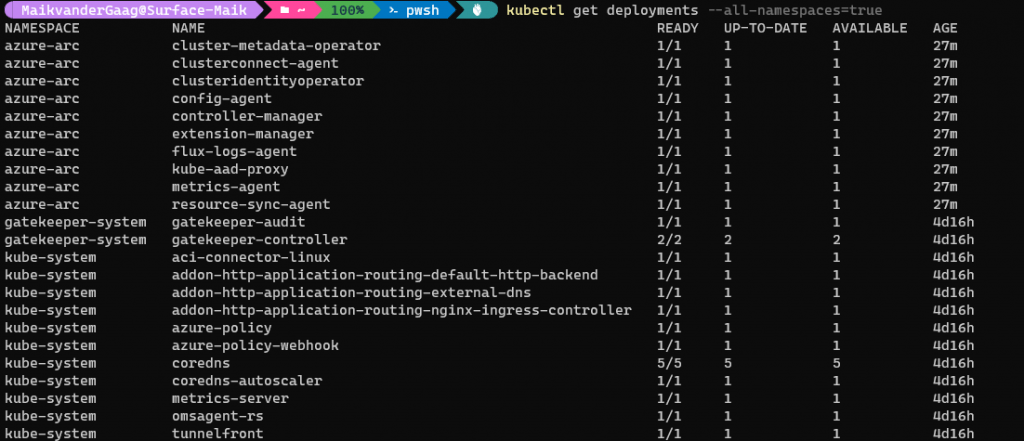 MaikvanderGaag@Surface-Maik 100% pwsh kubectl get deployments --all-namespaces=true
NAMESPACE NAME READY UP-TO-DATE AVAILABLE AGE
azure-arc cluster-metadata-operator 1/1 1 1 27m
azure-arc clusterconnect-agent 1/1 1 1 27m
azure-arc clusteridentityoperator 1/1 1 1 27m
azure-arc config-agent 1/1 1 1 27m
azure-arc controller-manager 1/1 1 1 27m
azure-arc extension-manager 1/1 1 1 27m
azure-arc flux-logs-agent 1/1 1 1 27m
azure-arc kube-aad-proxy 1/1 1 1 27m
azure-arc metrics-agent 1/1 1 1 27m
azure-arc resource-sync-agent 1/1 1 1 27m
gatekeeper-system gatekeeper-audit 1/1 1 1 4d16h
gatekeeper-system gatekeeper-controller 2/2 2 2 4d16h
kube-system aci-connector-linux 1/1 1 1 4d16h
kube-system addon-http-application-routing-default-http-backend 1/1 1 1 4d16h
kube-system addon-http-application-routing-external-dns 1/1 1 1 4d16h
kube-system addon-http-application-routing-nginx-ingress-controller 1/1 1 1 4d16h
kube-system azure-policy 1/1 1 1 4d16h
kube-system azure-policy-webhook 1/1 1 1 4d16h
kube-system coredns 5/5 5 5 4d16h
kube-system coredns-autoscaler 1/1 1 1 4d16h
kube-system metrics-server 1/1 1 1 4d16h
kube-system omsagent-rs 1/1 1 1 4d16h
kube-system tunnelfront 1/1 1 1 4d16h